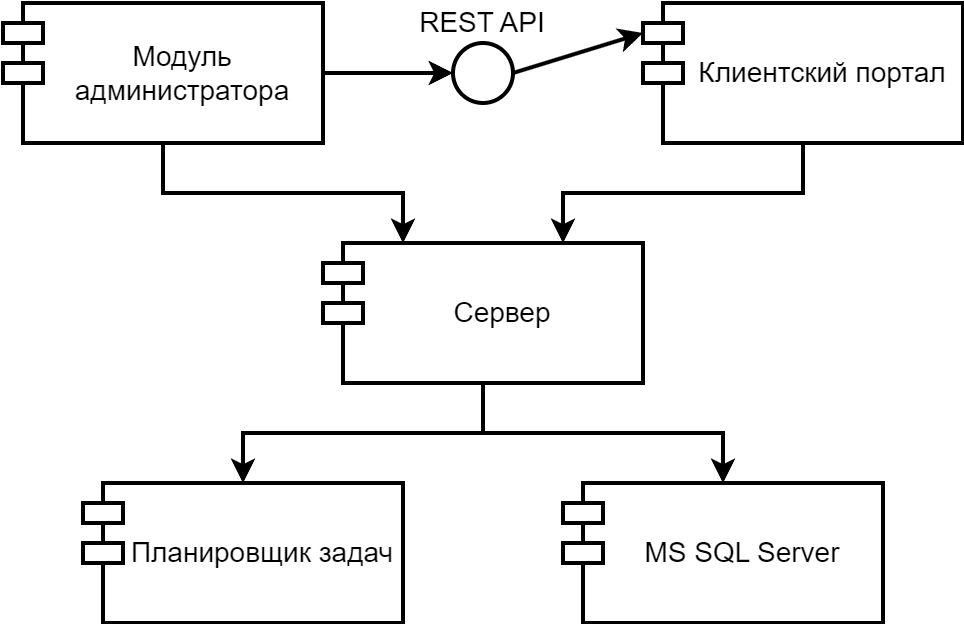 REST API
Модуль
администратора
Клиентский портал
Сервер
Планировщик задач
MS SQL Server